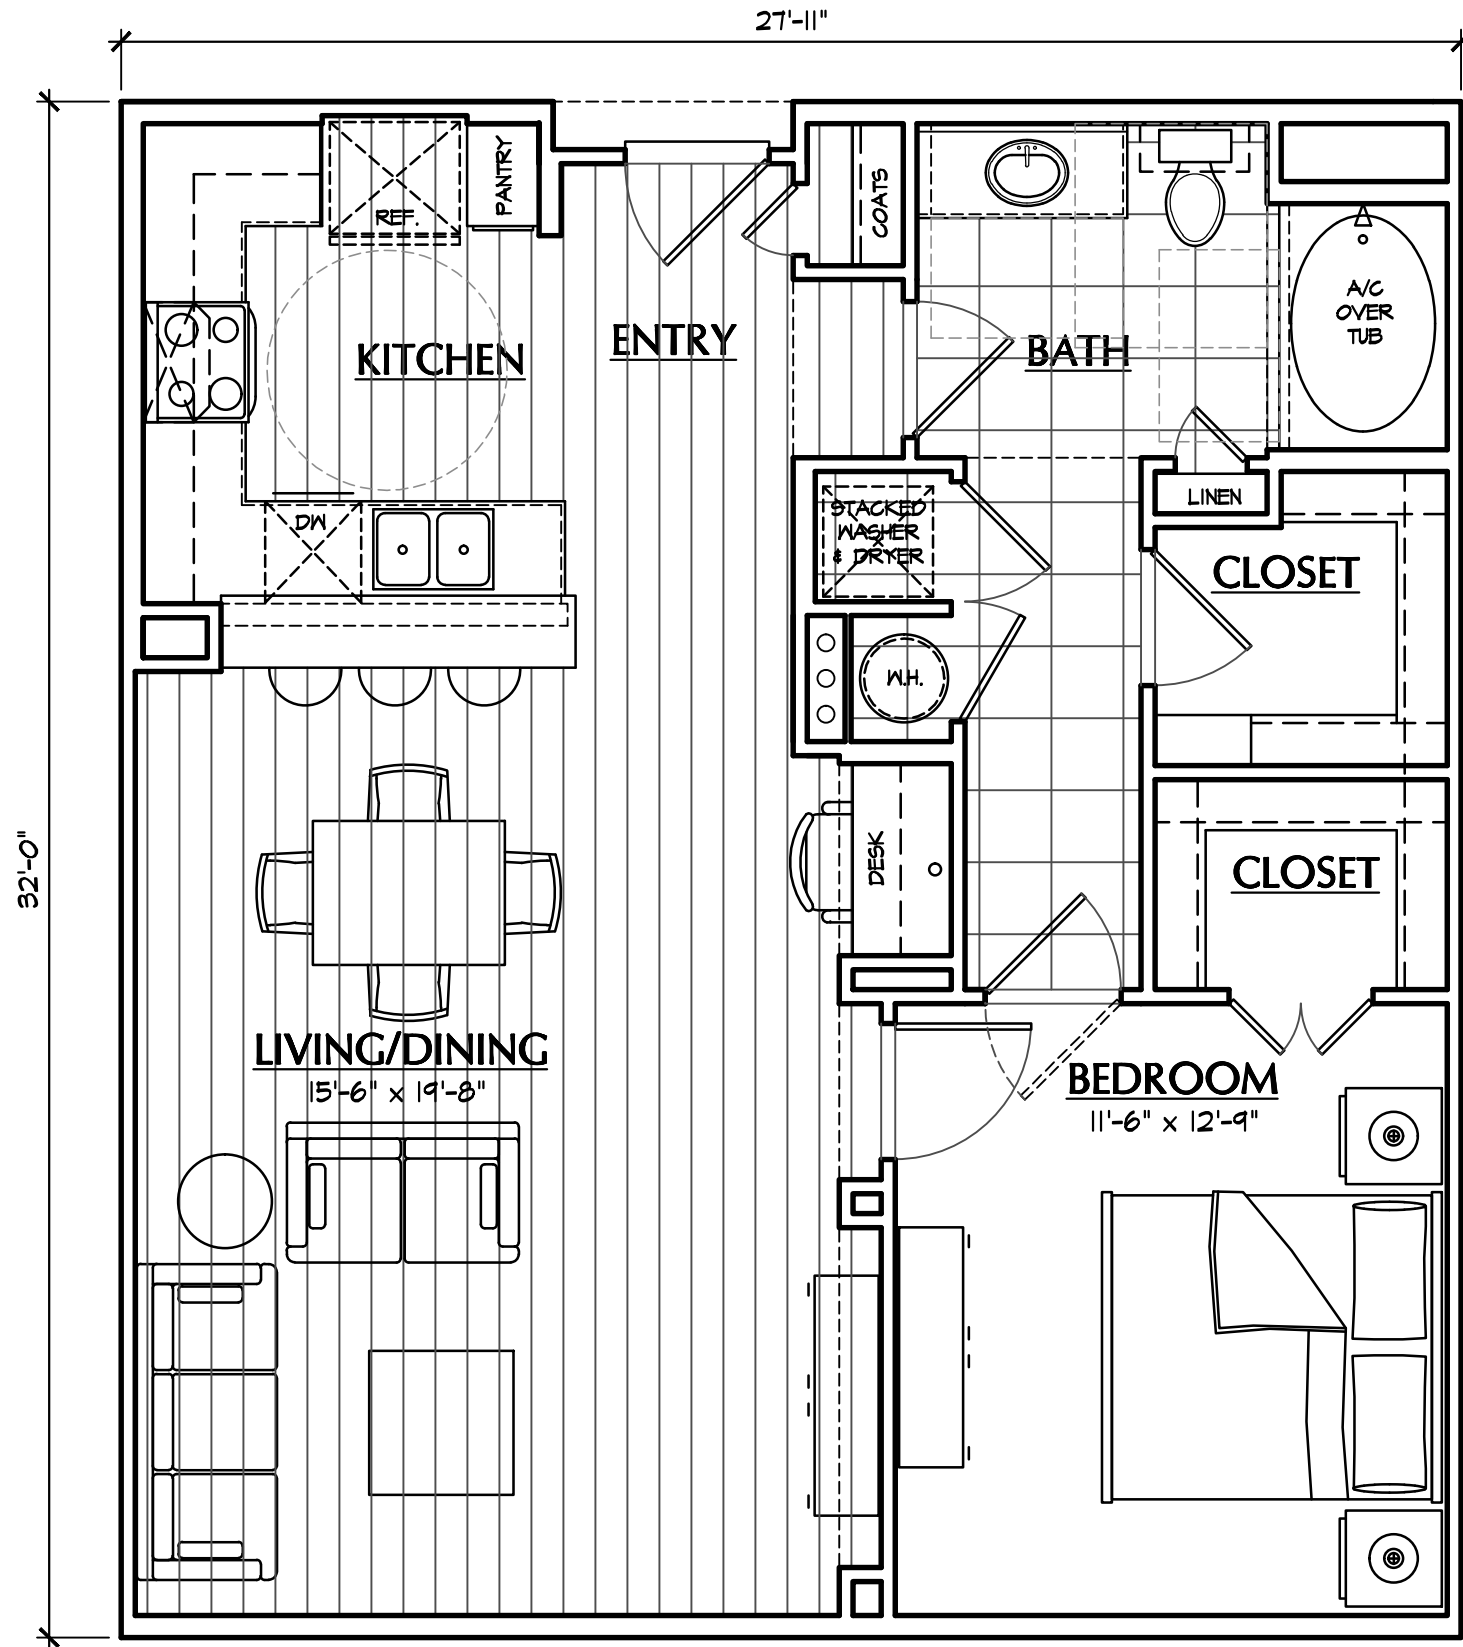 27'-11"
REF.
PANTRY
COATS
A/C
OVER
TUB
KITCHEN
ENTRY
BATH
LINEN
STACKED
WASHER
& DRYER
DW
CLOSET
W.H.
32'-0"
DESK
CLOSET
LIVING/DINING
15'-6" x 19'-8"
BEDROOM
11'-6" x 12'-9"